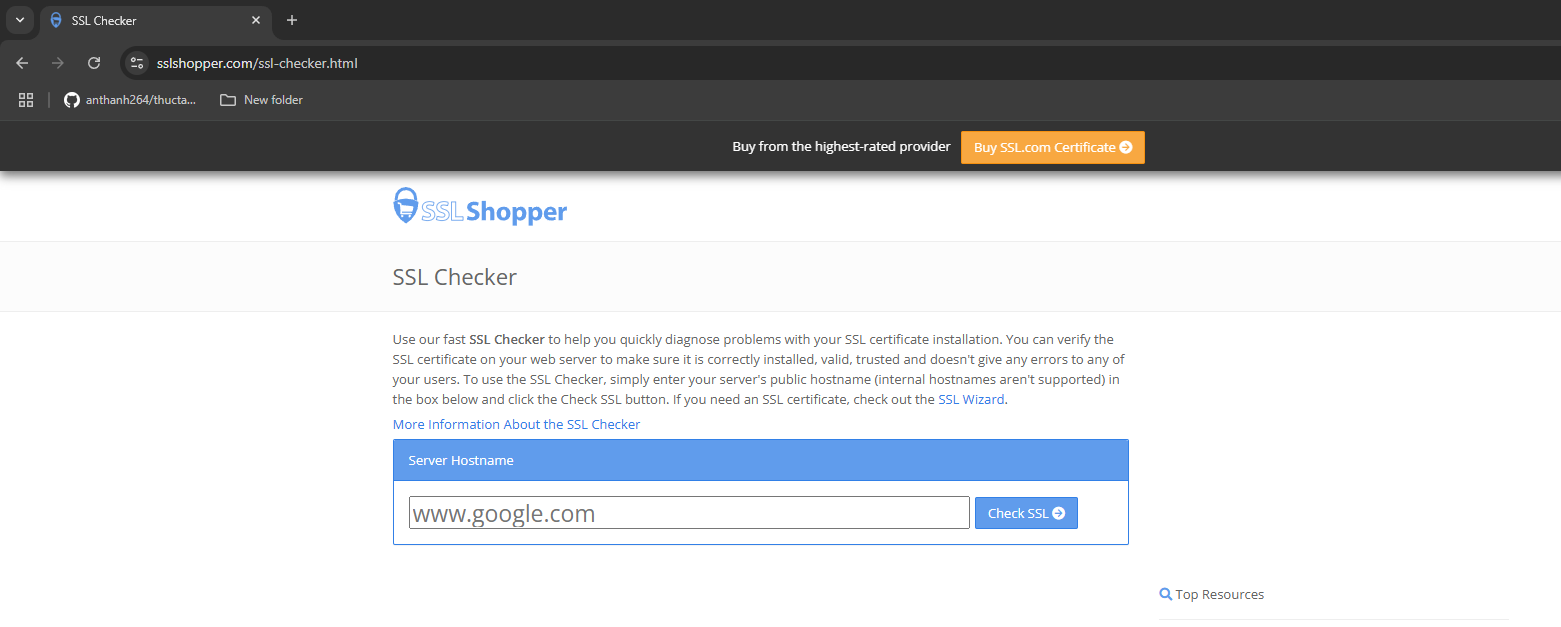 SSL Checker
sslshopper.com/ssl-checker.html
anthanh264/thucta...
New folder
Buy from the highest-rated provider
Buy SSL.com Certificate
SSL Shopper
SSL Checker
Use our fast SSL Checker to help you quickly diagnose problems with your SSL certificate installation. You can verify the
SSL certificate on your web server to make sure it is correctly installed, valid, trusted and doesn't give any errors to any of
your users. To use the SSL Checker, simply enter your server's public hostname (internal hostnames aren't supported) in
the box below and click the Check SSL button. If you need an SSL certificate, check out the SSL Wizard.
More Information About the SSL Checker
Server Hostname
www.google.com
Check SSL
Top Resources